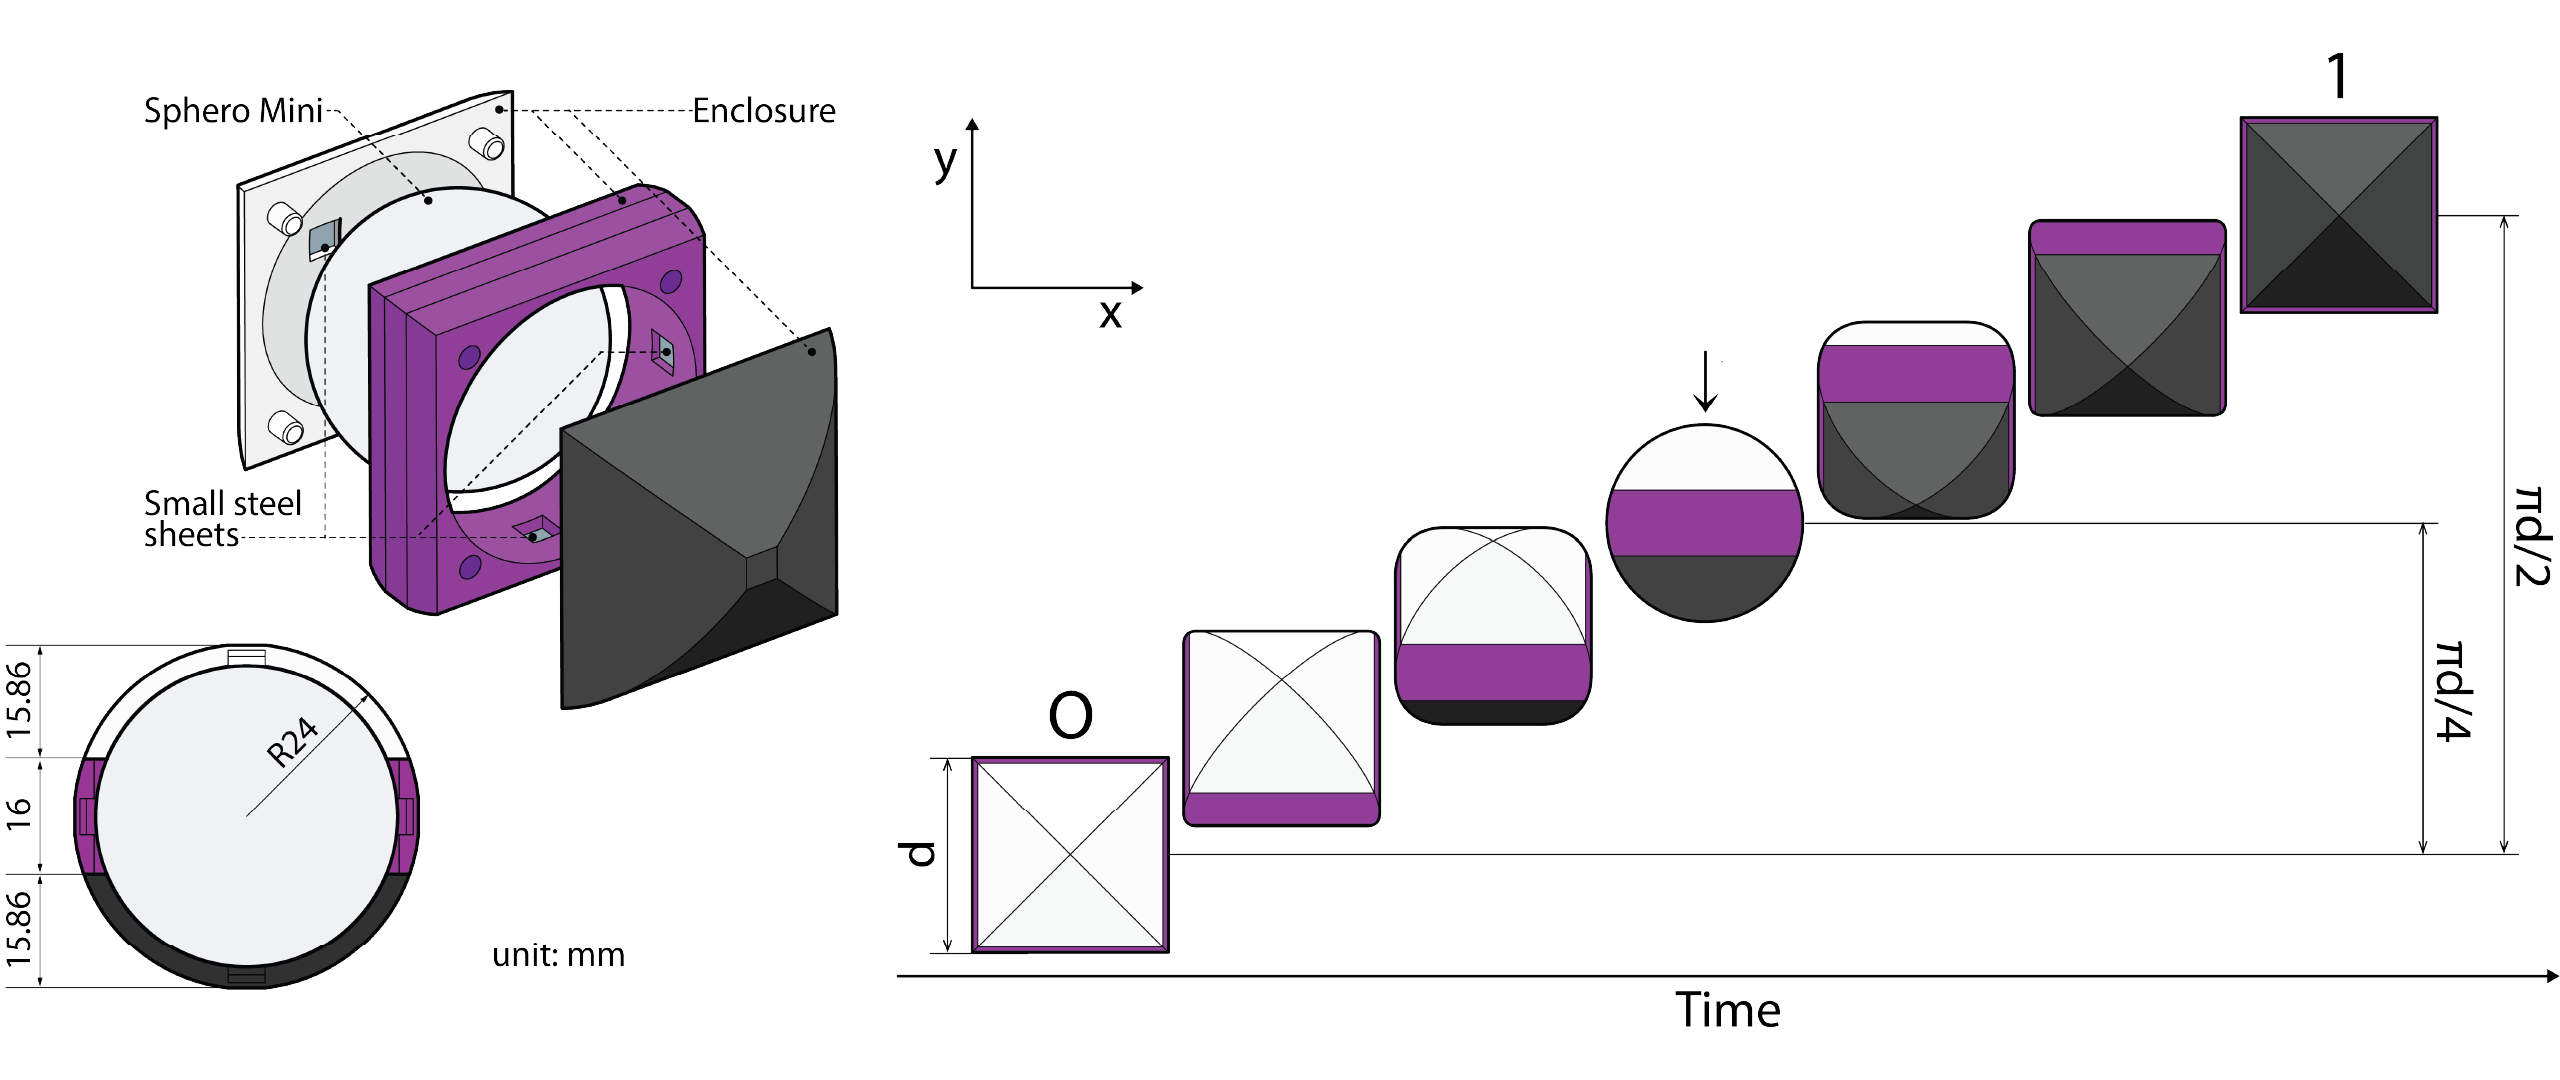 Sphero Mini
Enclosure
Small steel
sheets
15.86
16
15.86
R24
unit: mm
y
x
O
1
d
πd/4
πd/2
Time